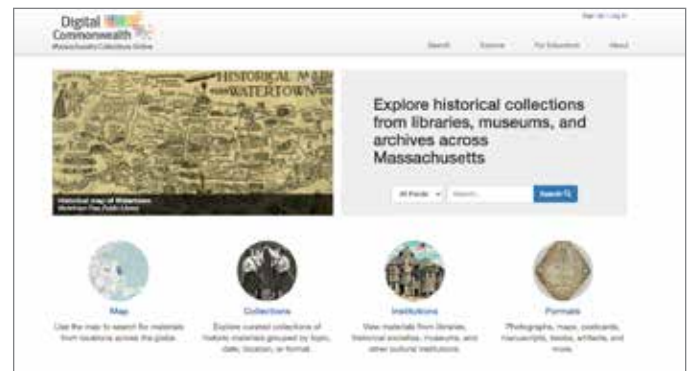 Digital
Commonwealth
Massachusetts Collections Online
Sign Up / Log In
Search Explore For Educators About
HISTORICAL MAP
WATERTOWN
Historical map of Watertown
Watertown Free Public Library
Explore historical collections
from libraries, museums, and
archives across
Massachusetts
All Fields Search... Search
Map
Use the map to search for materials
from locations across the globe.
Collections
Explore curated collections of
historic materials grouped by topic,
date, location, or format.
Institutions
View materials from libraries,
historical societies, museums, and
other cultural institutions.
Formats
Photographs, maps, postcards,
manuscripts, books, artifacts, and
more.